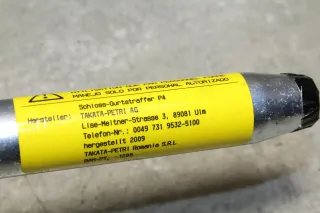 MANEJO SOLO POR PERSONAL AUTORIZADO
Schloss-Gurtstraffer P4
Hersteller: TAKATA-PETRI AG
Lise-Meitner-Strasse 3, 89081 Ulm
Telefon-Nr.: 0049 731 9532-5100
hergestellt 2009
TAKATA-PETRI Romania S.R.L